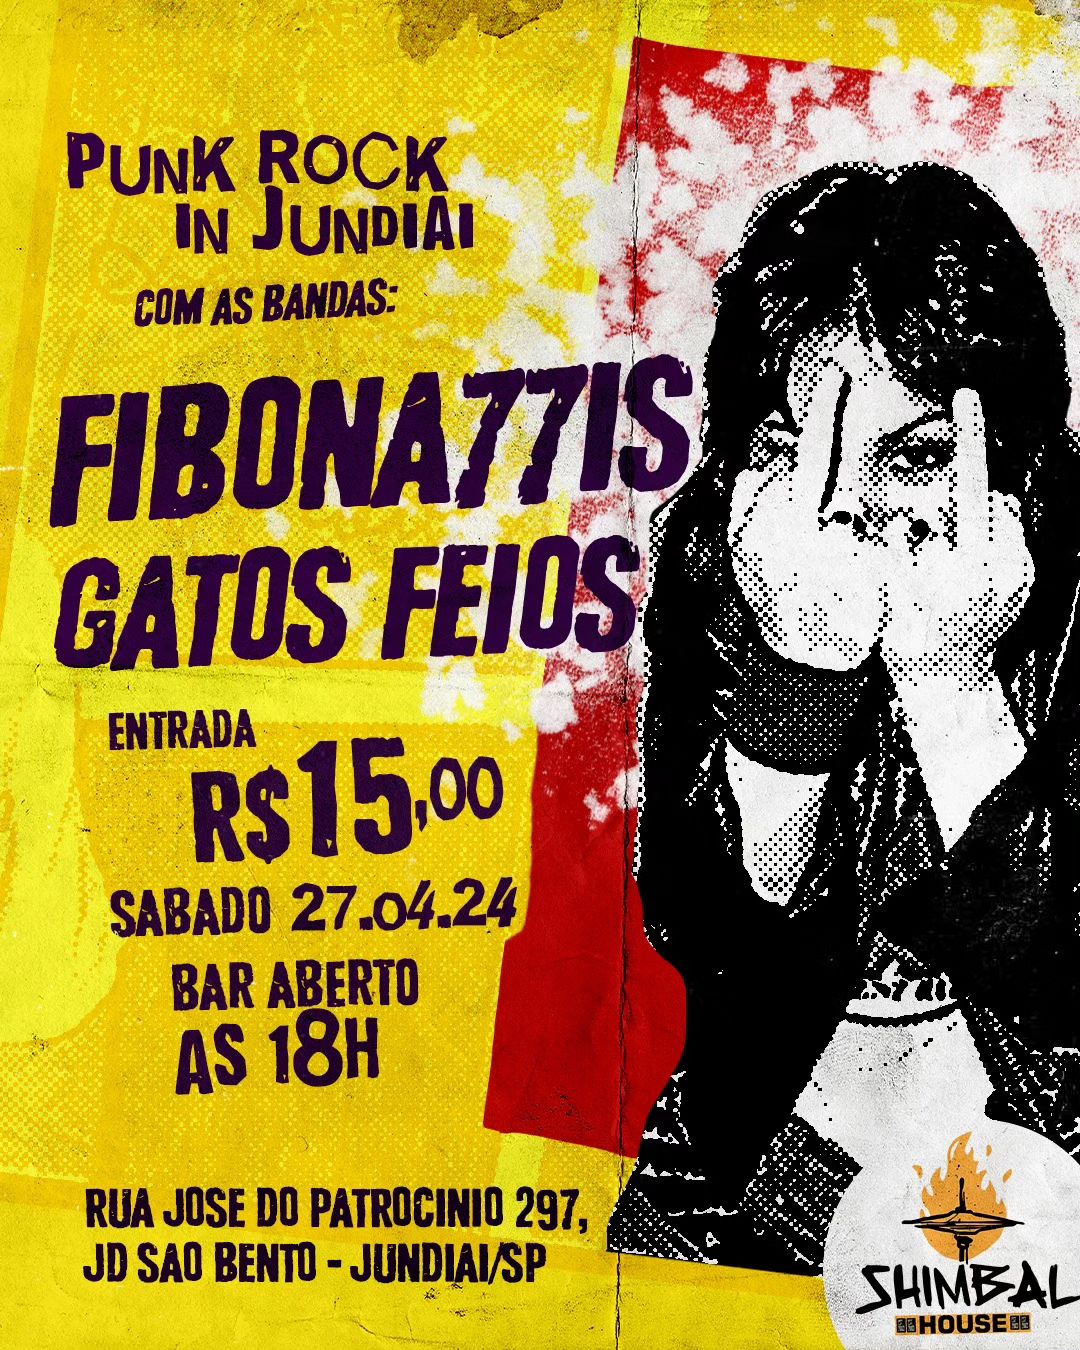 PUNK ROCK
IN JUNDIAI
COM AS BANDAS:
FIBONA77IS
GATOS FEIOS
ENTRADA
R$15,00
SABADO 27.04.24
BAR ABERTO
AS 18H
RUA JOSE DO PATROCINIO 297,
JD SAO BENTO - JUNDIAI/SP
SHIMBAL
HOUSE